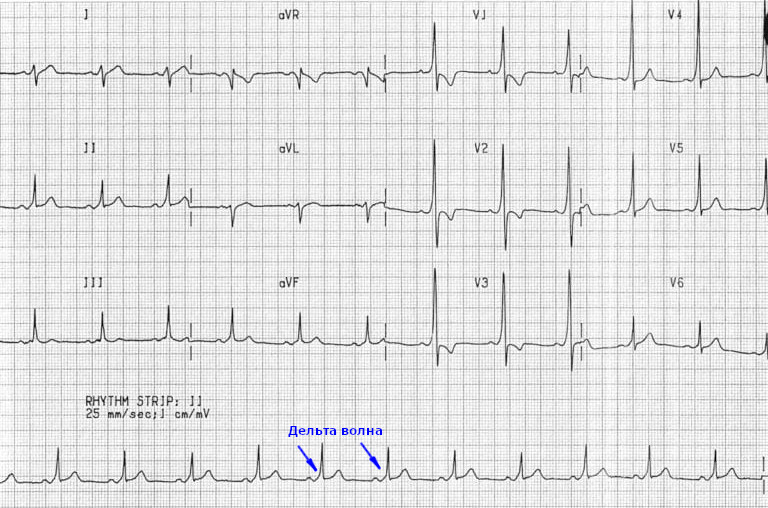 I aVR V1 V4
II aVL V2 V5
III aVF V3 V6
RHYTHM STRIP: II
25 mm/sec;1 cm/mV
Дельта волна